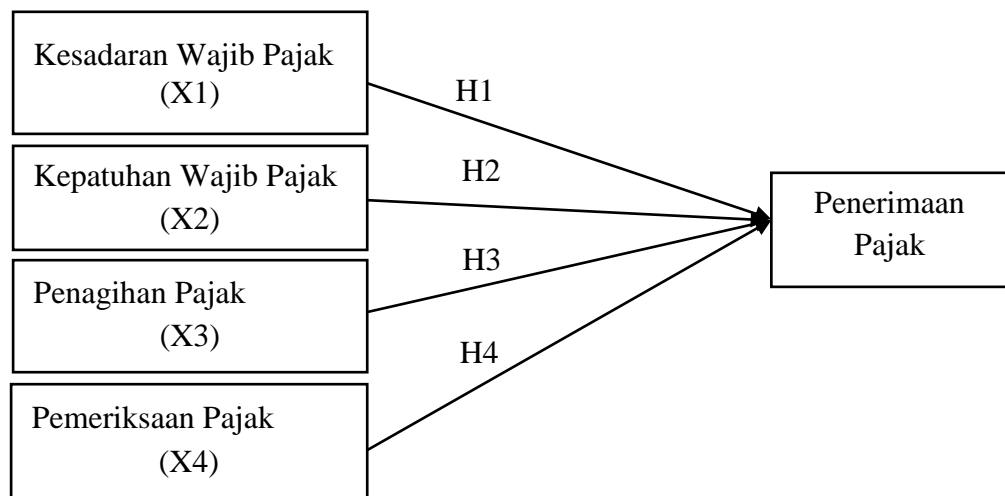 Kesadaran Wajib Pajak
(X1)
H1
Kepatuhan Wajib Pajak
(X2)
H2
Penagihan Pajak
(X3)
H3
Pemeriksaan Pajak
(X4)
H4
Penerimaan
Pajak